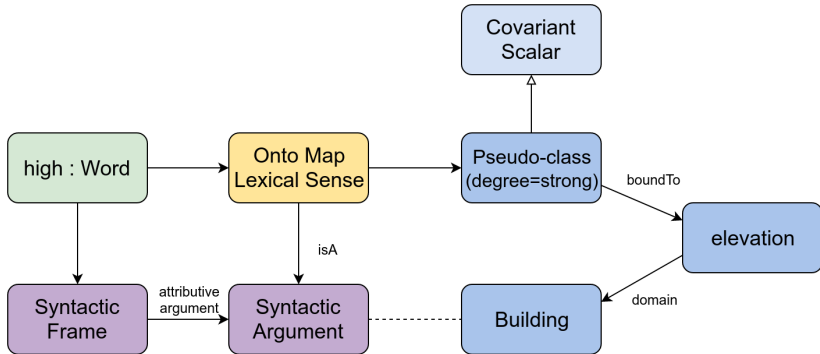 Covariant
Scalar
high : Word
Onto Map
Lexical Sense
Pseudo-class
(degree=strong)
boundTo
elevation
isA
domain
Syntactic
Frame
attributive
argument
Syntactic
Argument
Building